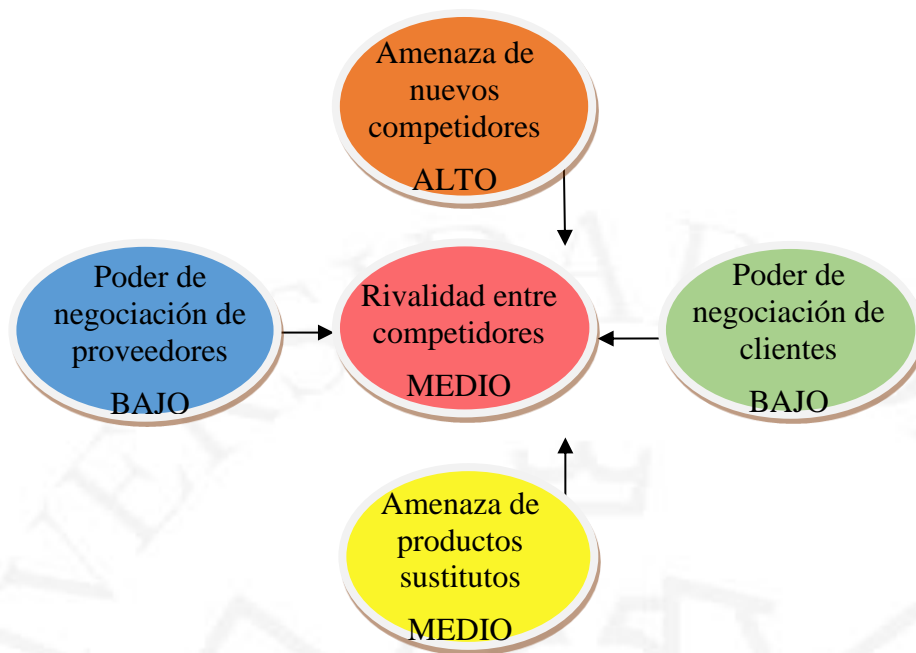 Amenaza de
nuevos
competidores
ALTO
Poder de
negociación de
proveedores
BAJO
Rivalidad entre
competidores
MEDIO
Poder de
negociación de
clientes
BAJO
Amenaza de
productos
sustitutos
MEDIO